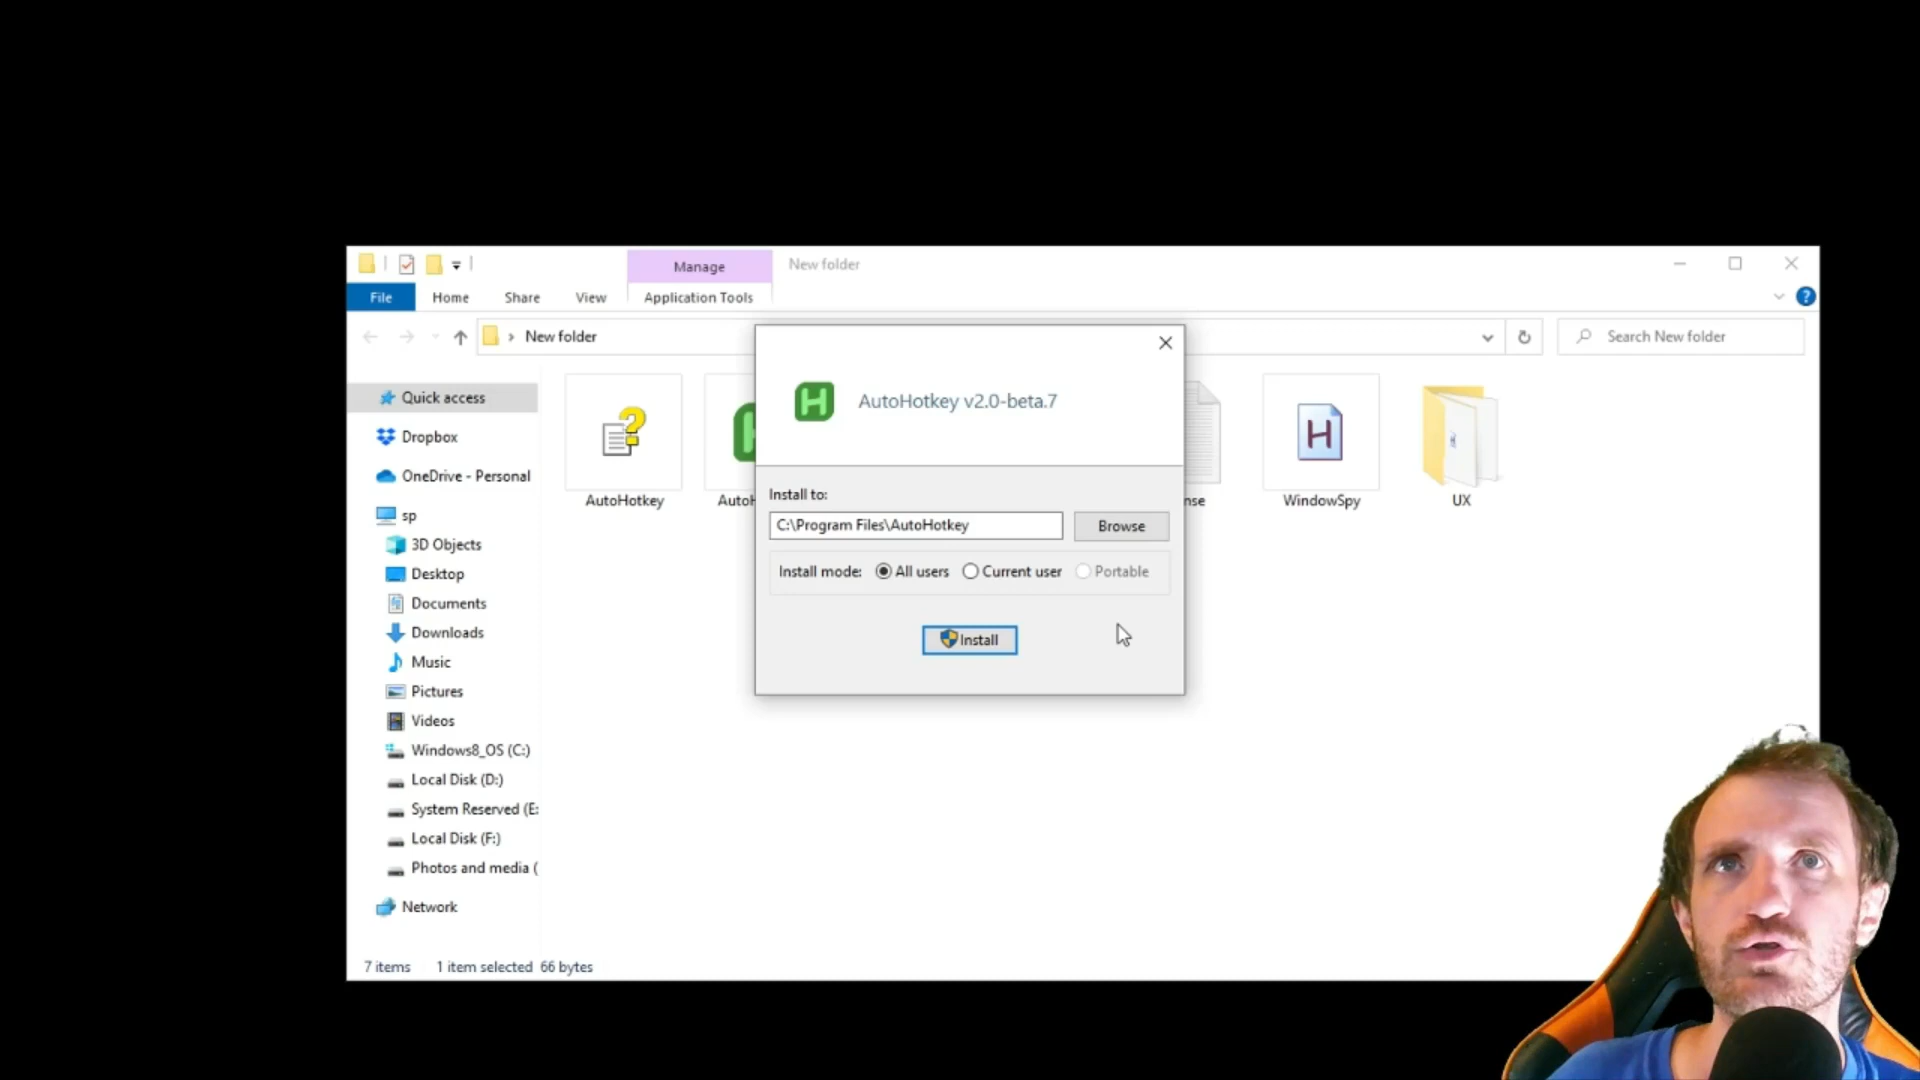 Manage
New folder
File
Home
Share
View
Application Tools
New folder
Search New folder
AutoHotkey v2.0-beta.7
Install to:
C:\Program Files\AutoHotkey
Browse
Install mode:
All users
Current user
Portable
Install
Quick access
Dropbox
OneDrive - Personal
sp
3D Objects
Desktop
Documents
Downloads
Music
Pictures
Videos
Windows8_OS (C:)
Local Disk (D:)
System Reserved (E:
Local Disk (F:)
Photos and media (
Network
AutoHotkey
AutoH
nse
WindowSpy
UX
7 items
1 item selected 66 bytes